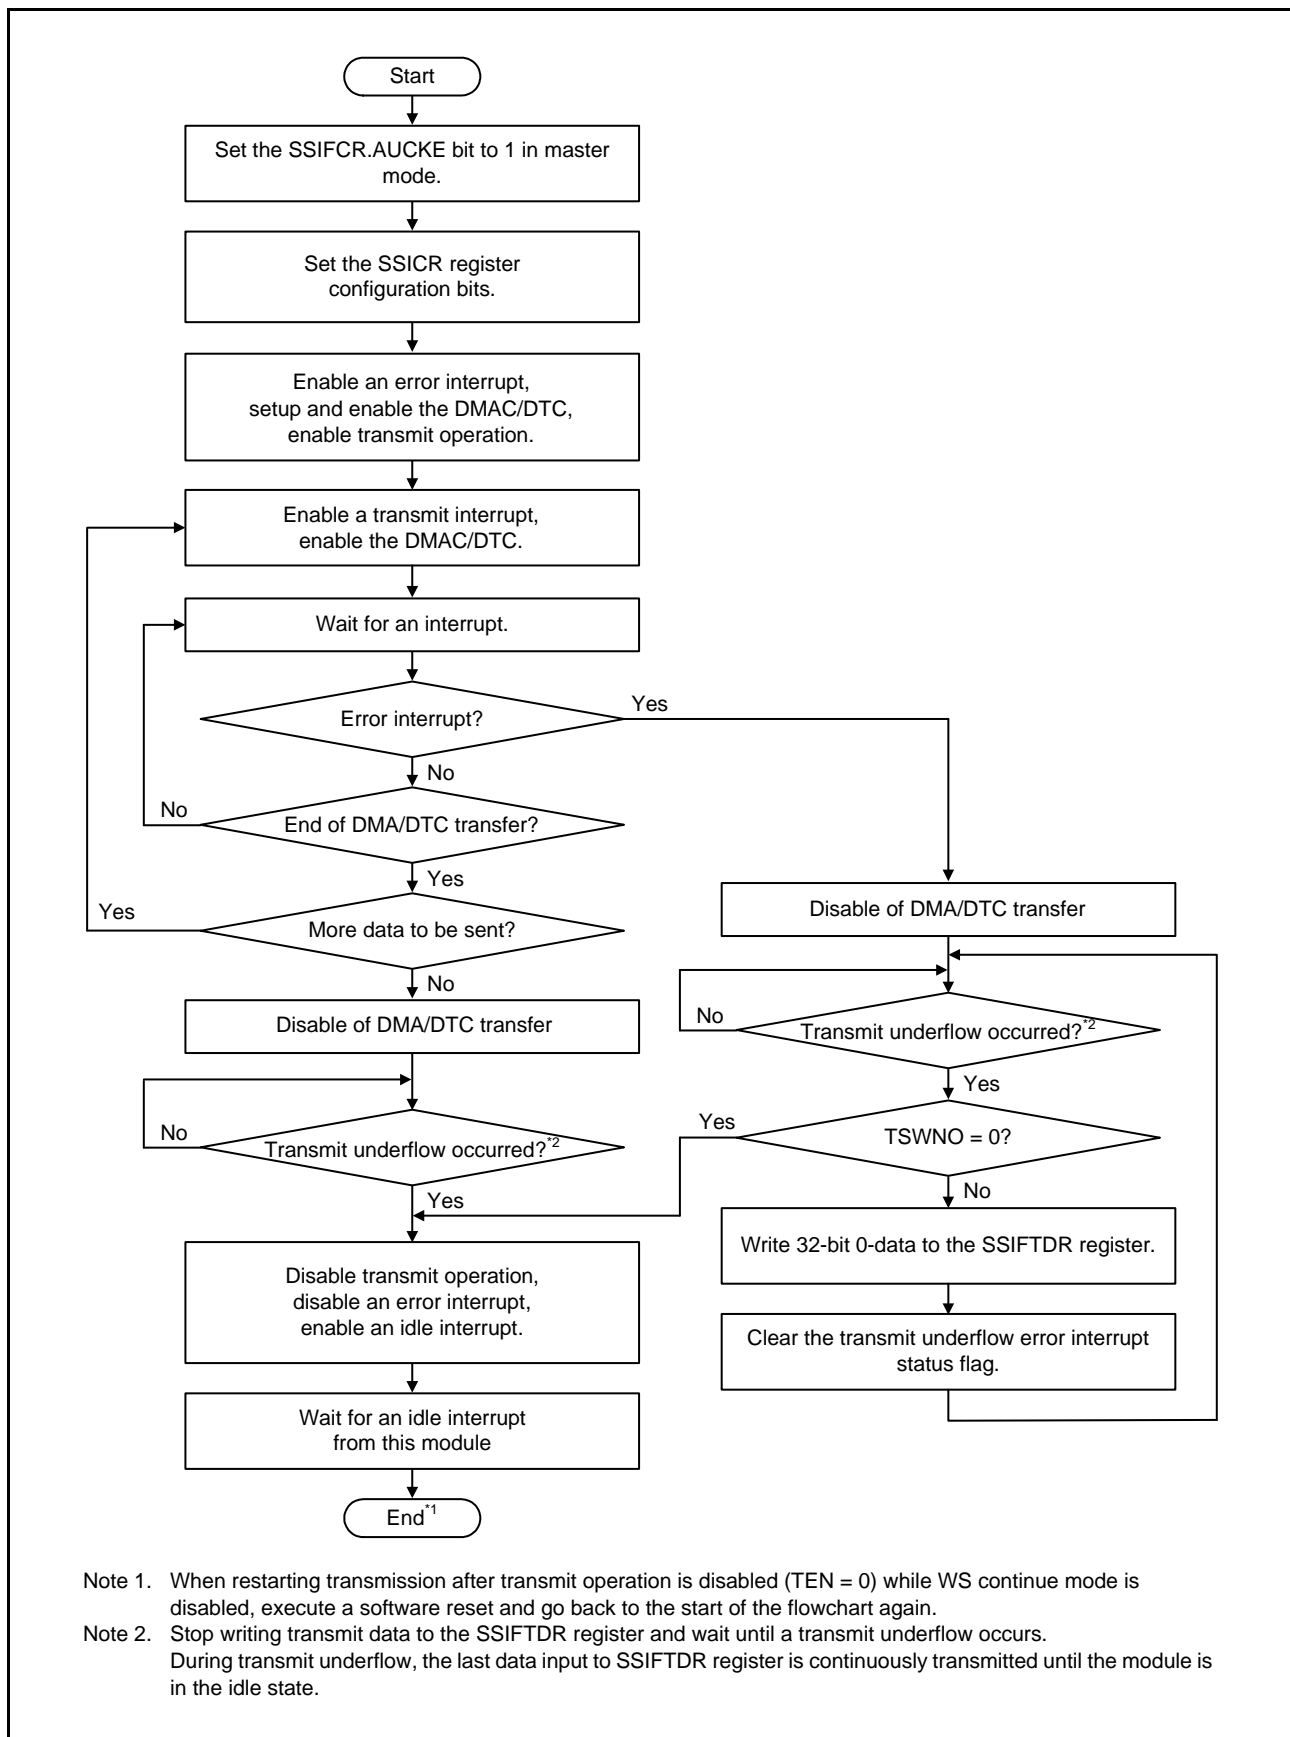 Start
Set the SSIFCR.AUCKE bit to 1 in master
mode.
Set the SSICR register
configuration bits.
Enable an error interrupt,
setup and enable the DMAC/DTC,
enable transmit operation.
Enable a transmit interrupt,
enable the DMAC/DTC.
Wait for an interrupt.
Error interrupt?
Yes
No
End of DMA/DTC transfer?
No
Yes
More data to be sent?
Yes
No
Disable of DMA/DTC transfer
Transmit underflow occurred?*2
No
Yes
Disable of DMA/DTC transfer
Transmit underflow occurred?*2
No
Yes
TSWNO = 0?
Yes
No
Write 32-bit 0-data to the SSIFTDR register.
Clear the transmit underflow error interrupt
status flag.
Disable transmit operation,
disable an error interrupt,
enable an idle interrupt.
Wait for an idle interrupt
from this module
End*1
Note 1. When restarting transmission after transmit operation is disabled (TEN = 0) while WS continue mode is
disabled, execute a software reset and go back to the start of the flowchart again.
Note 2. Stop writing transmit data to the SSIFTDR register and wait until a transmit underflow occurs.
During transmit underflow, the last data input to SSIFTDR register is continuously transmitted until the module is
in the idle state.